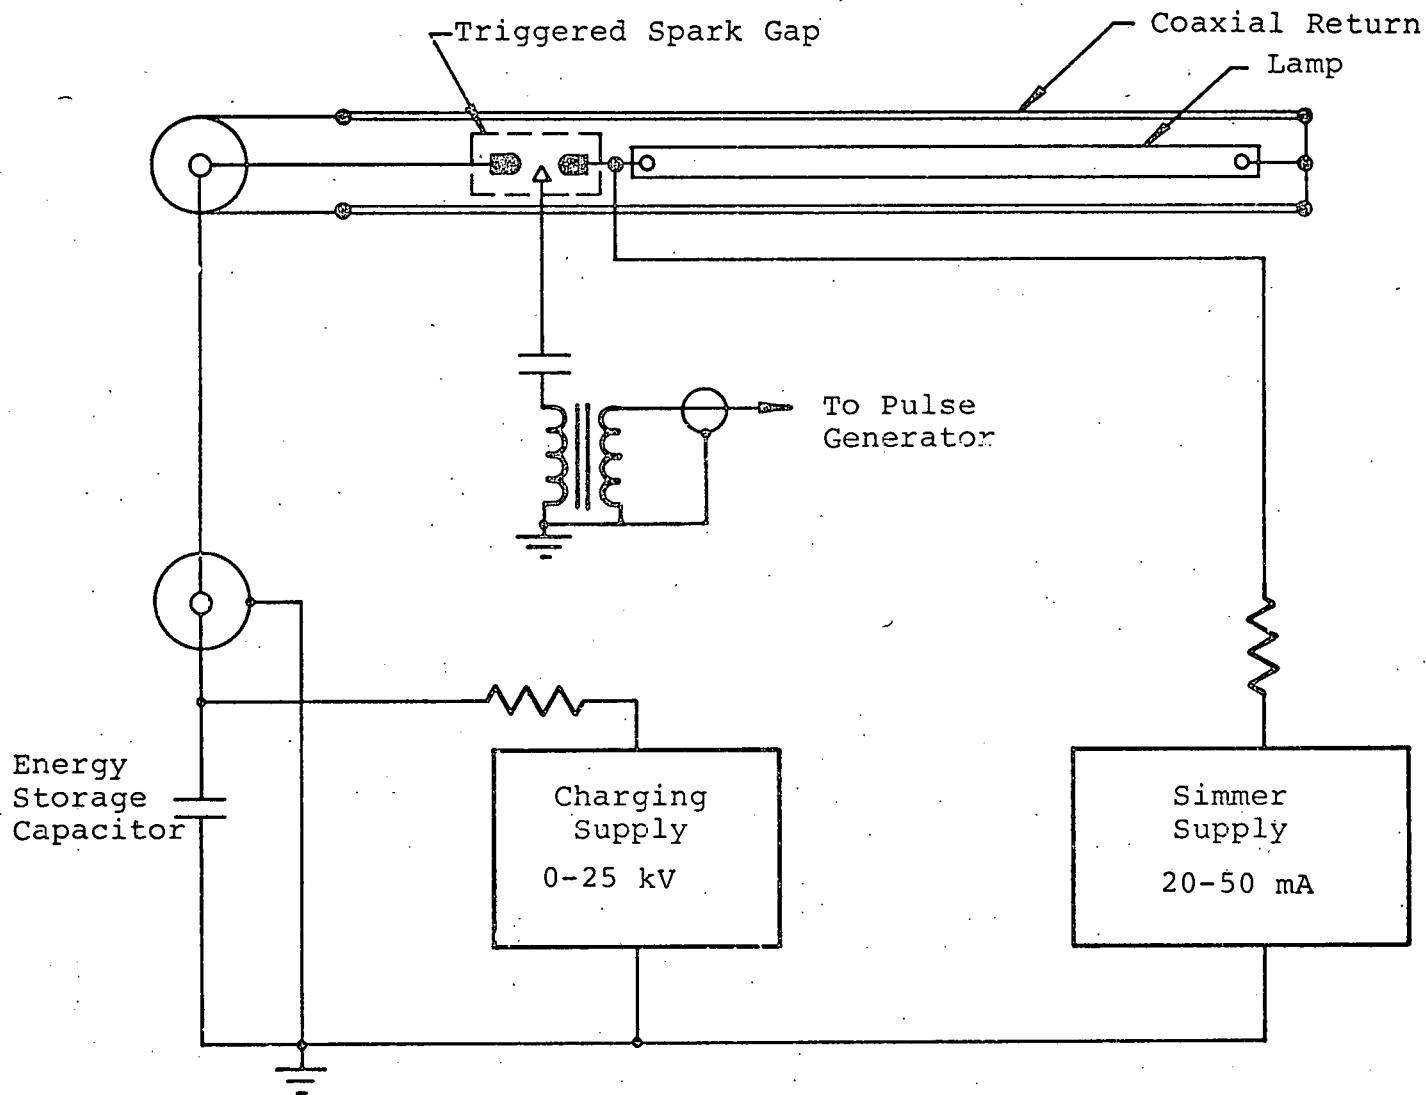 Triggered Spark Gap
Coaxial Return
Lamp
To Pulse
Generator
Energy
Storage
Capacitor
Charging
Supply
0-25 kV
Simmer
Supply
20-50 mA